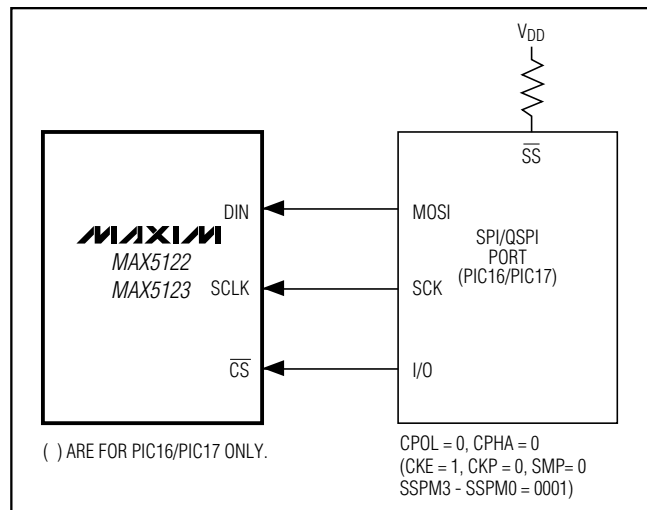 VDD
SS
DIN
MOSI
MAXIM
MAX5122
MAX5123
SPI/QSPI
PORT
(PIC16/PIC17)
SCLK
SCK
CS
I/O
( ) ARE FOR PIC16/PIC17 ONLY.
CPOL = 0, CPHA = 0
(CKE = 1, CKP = 0, SMP= 0
SSPM3 - SSPM0 = 0001)